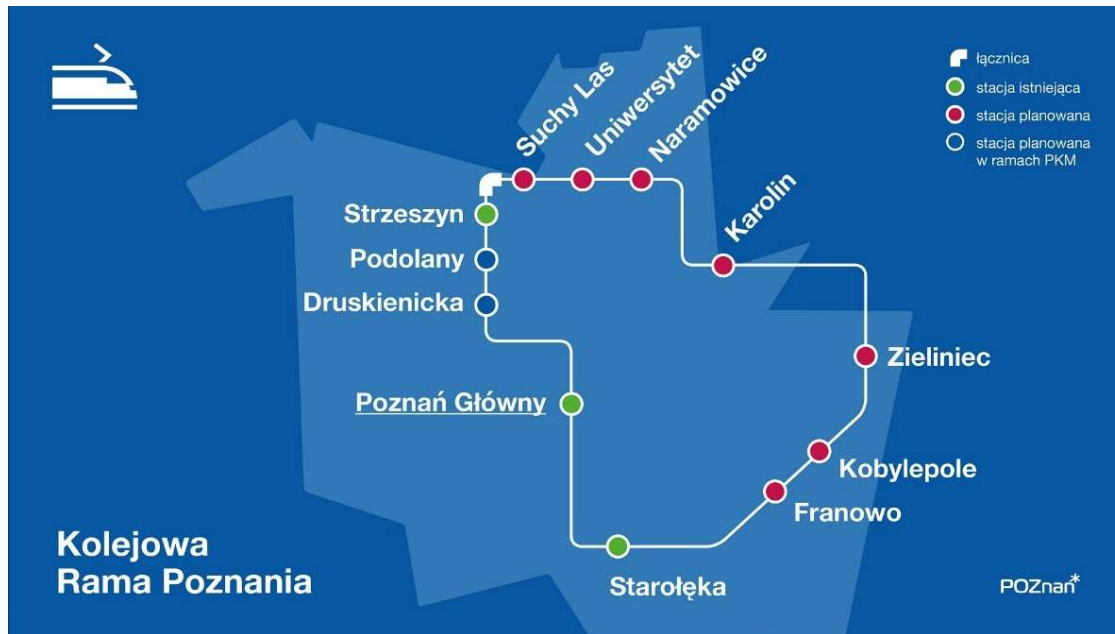 łącznica
stacja istniejąca
stacja planowana
stacja planowana
w ramach PKM
Suchy Las
Uniwersytet
Naramowice
Karolin
Strzeszyn
Podolany
Druskienicka
Zieliniec
Poznań Główny
Kobylepole
Franowo
Starołęka
Kolejowa
Rama Poznania
POZnań*